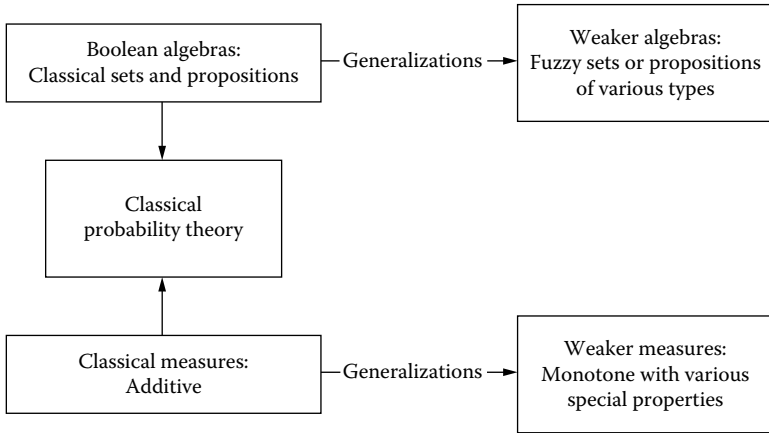 Boolean algebras:
Classical sets and propositions
Generalizations
Weaker algebras:
Fuzzy sets or propositions
of various types
Classical
probability theory
Classical measures:
Additive
Generalizations
Weaker measures:
Monotone with various
special properties